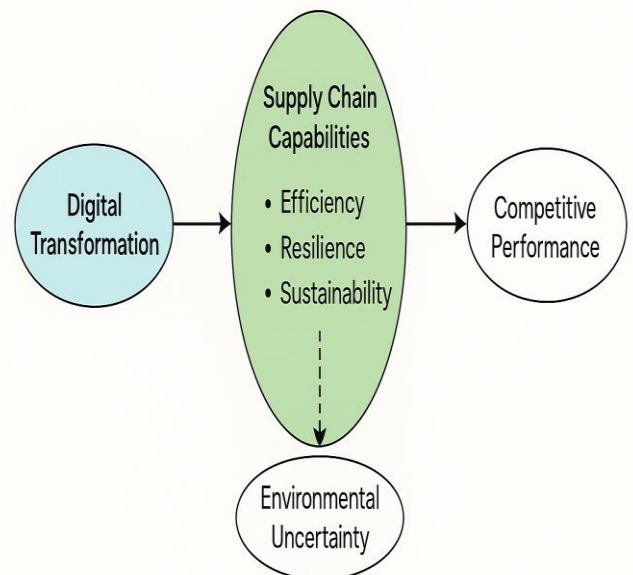 Digital
Transformation
Supply Chain
Capabilities
• Efficiency
• Resilience
• Sustainability
Competitive
Performance
Environmental
Uncertainty